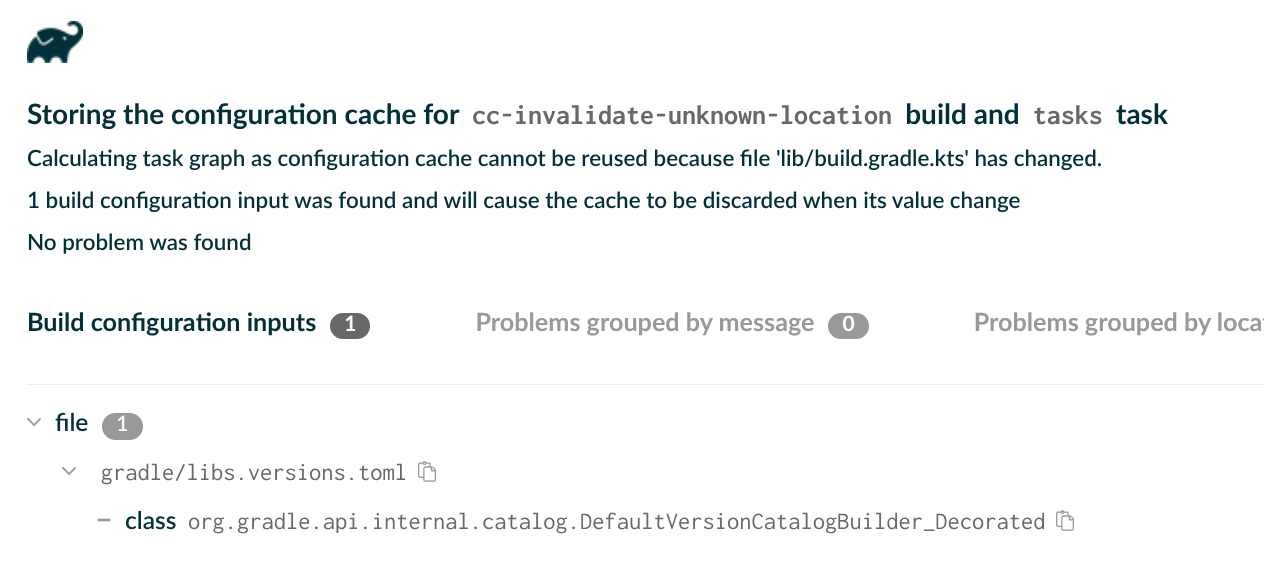 Storing the configuration cache for cc-invalidate-unknown-location build and tasks task
Calculating task graph as configuration cache cannot be reused because file 'lib/build.gradle.kts' has changed.
1 build configuration input was found and will cause the cache to be discarded when its value change
No problem was found
Build configuration inputs 1 Problems grouped by message 0 Problems grouped by
file 1
gradle/libs.versions.toml
class org.gradle.api.internal.catalog.DefaultVersionCatalogBuilder_Decorated